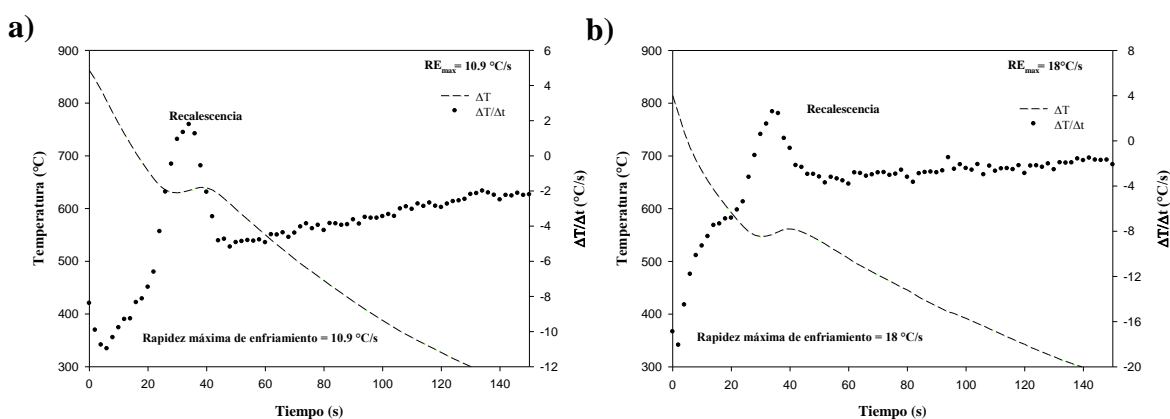 a)
RE_max= 10.9 °C/s
ΔT
ΔT/Δt
Recalescencia
Rapidez máxima de enfriamiento = 10.9 °C/s
Temperatura (°C)
900
800
700
600
500
400
300
ΔT/Δt (°C/s)
6
4
2
0
-2
-4
-6
-8
-10
-12
0 20 40 60 80 100 120 140
Tiempo (s)
b)
RE_max= 18°C/s
ΔT
ΔT/Δt
Recalescencia
Rapidez máxima de enfriamiento = 18 °C/s
Temperatura (°C)
900
800
700
600
500
400
300
ΔT/Δt (°C/s)
8
4
0
-4
-8
-12
-16
-20
0 20 40 60 80 100 120 140
Tiempo (s)